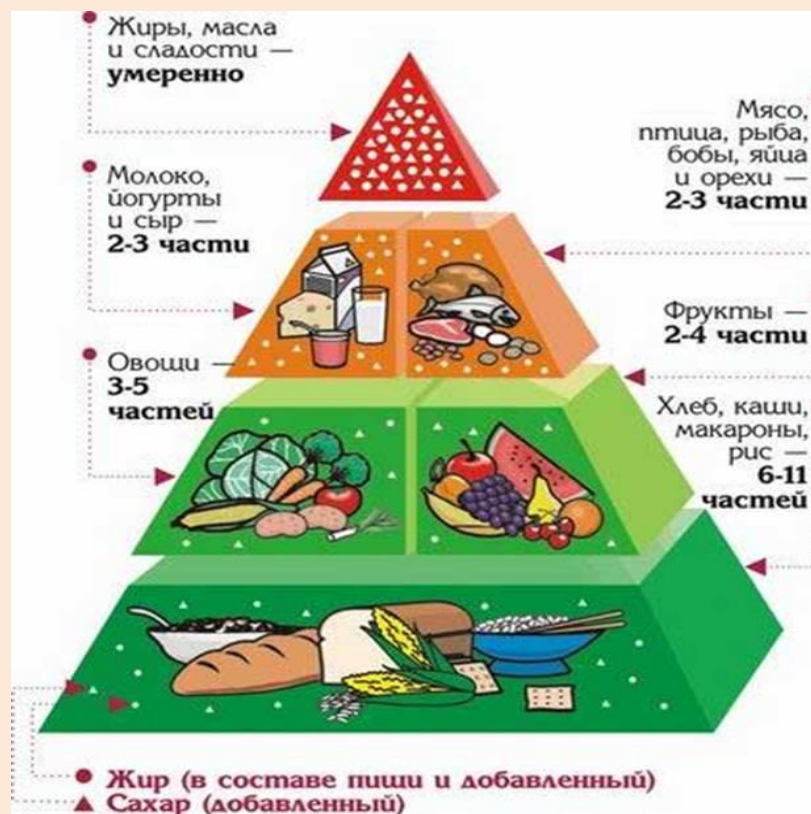 Жиры, масла
и сладости —
умеренно
Мясо,
птица, рыба,
бобы, яйца
и орехи —
2-3 части
Молоко,
йогурты
и сыр —
2-3 части
Фрукты —
2-4 части
Овощи —
3-5
частей
Хлеб, каши,
макароны,
рис —
6-11
частей
Жир (в составе пищи и добавленный)
Сахар (добавленный)